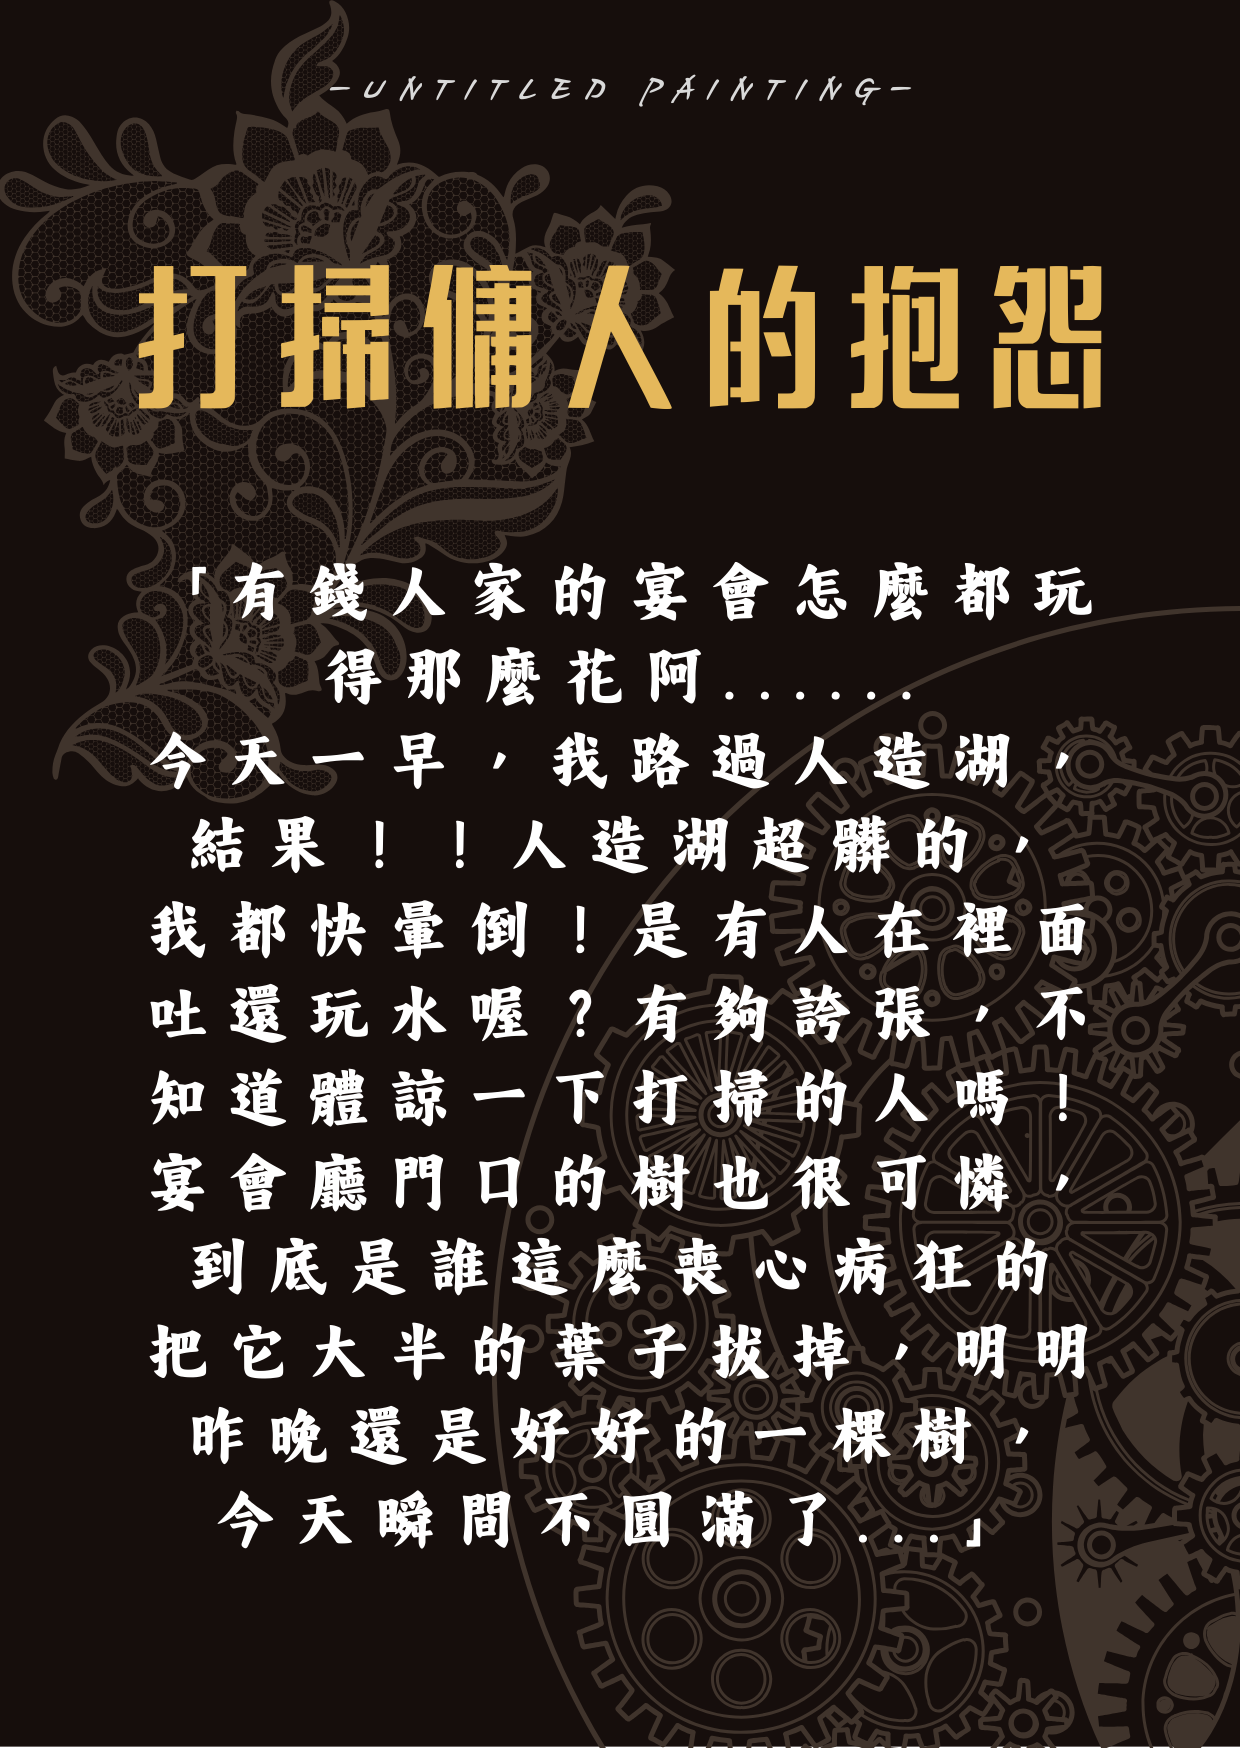 —UNTITLED PAINTING—
打掃傭人的抱怨
「有錢人家的宴會怎麼都玩
得那麼花阿......
今天一早，我路過人造湖，
結果！！人造湖超髒的，
我都快暈倒！是有人在裡面
吐還玩水喔？有夠誇張，不
知道體諒一下打掃的人嗎！
宴會廳門口的樹也很可憐，
到底是誰這麼喪心病狂的
把它大半的葉子拔掉，明明
昨晚還是好好的一棵樹，
今天瞬間不圓滿了...」